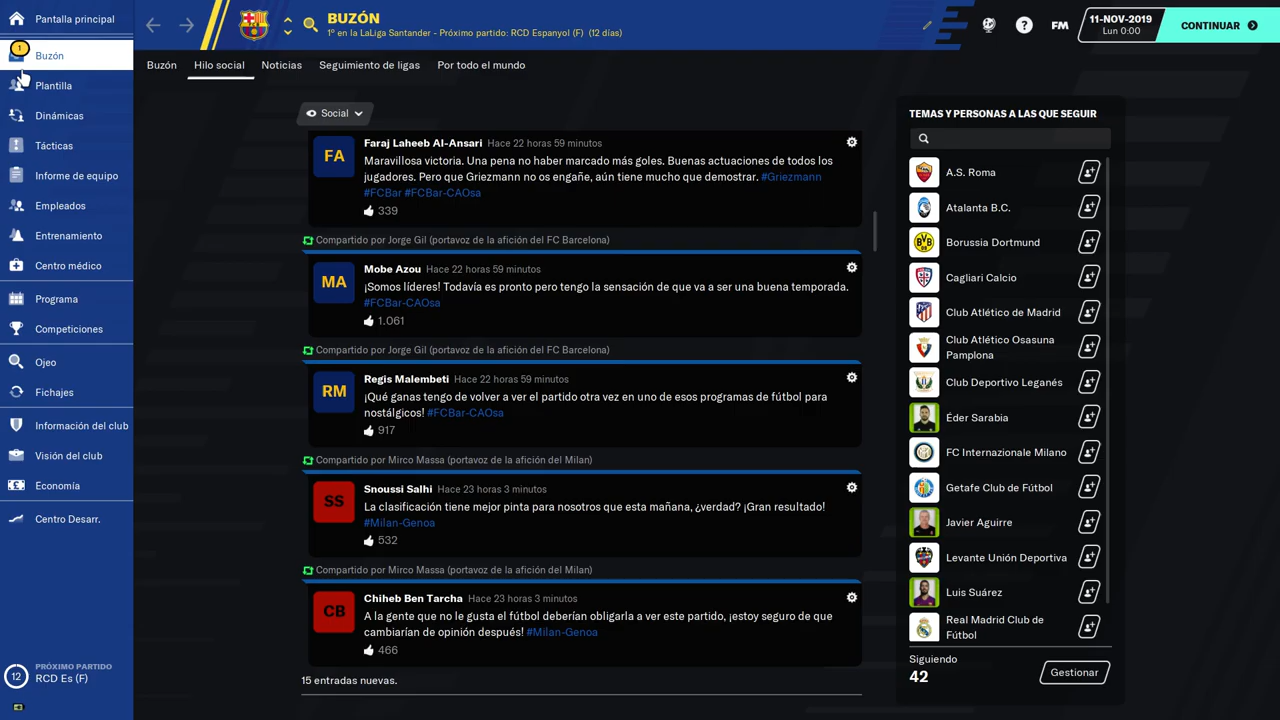 Pantalla principal
1
Buzón
Plantilla
Dinámicas
Tácticas
Informe de equipo
Empleados
Entrenamiento
Centro médico
Programa
Competiciones
Ojeo
Fichajes
Información del club
Visión del club
Economía
Centro Desarr.
12
PRÓXIMO PARTIDO
RCD Es (F)
BUZÓN
1º en la LaLiga Santander - Próximo partido: RCD Espanyol (F) (12 días)
?
FM
11-NOV-2019
Lun 0:00
CONTINUAR
Buzón
Hilo social
Noticias
Seguimiento de ligas
Por todo el mundo
Social
FA
Faraj Laheeb Al-Ansari Hace 22 horas 59 minutos
Maravillosa victoria. Una pena no haber marcado más goles. Buenas actuaciones de todos los
jugadores. Pero que Griezmann no os engañe, aún tiene mucho que demostrar. #Griezmann
#FCBar #FCBar-CAOsa
339
Compartido por Jorge Gil (portavoz de la afición del FC Barcelona)
MA
Mobe Azou Hace 22 horas 59 minutos
¡Somos líderes! Todavía es pronto pero tengo la sensación de que va a ser una buena temporada.
#FCBar-CAOsa
1.061
Compartido por Jorge Gil (portavoz de la afición del FC Barcelona)
RM
Regis Malembeti Hace 22 horas 59 minutos
¡Qué ganas tengo de volver a ver el partido otra vez en uno de esos programas de fútbol para
nostálgicos! #FCBar-CAOsa
917
Compartido por Mirco Massa (portavoz de la afición del Milan)
SS
Snoussi Salhi Hace 23 horas 3 minutos
La clasificación tiene mejor pinta para nosotros que esta mañana, ¿verdad? ¡Gran resultado!
#Milan-Genoa
532
Compartido por Mirco Massa (portavoz de la afición del Milan)
CB
Chiheb Ben Tarcha Hace 23 horas 3 minutos
A la gente que no le gusta el fútbol deberían obligarla a ver este partido, ¡estoy seguro de que
cambiarían de opinión después! #Milan-Genoa
466
15 entradas nuevas.
TEMAS Y PERSONAS A LAS QUE SEGUIR
A.S. Roma
Atalanta B.C.
Borussia Dortmund
Cagliari Calcio
Club Atlético de Madrid
Club Atlético Osasuna
Pamplona
Club Deportivo Leganés
Éder Sarabia
FC Internazionale Milano
Getafe Club de Fútbol
Javier Aguirre
Levante Unión Deportiva
Luis Suárez
Real Madrid Club de
Fútbol
Siguiendo
42
Gestionar